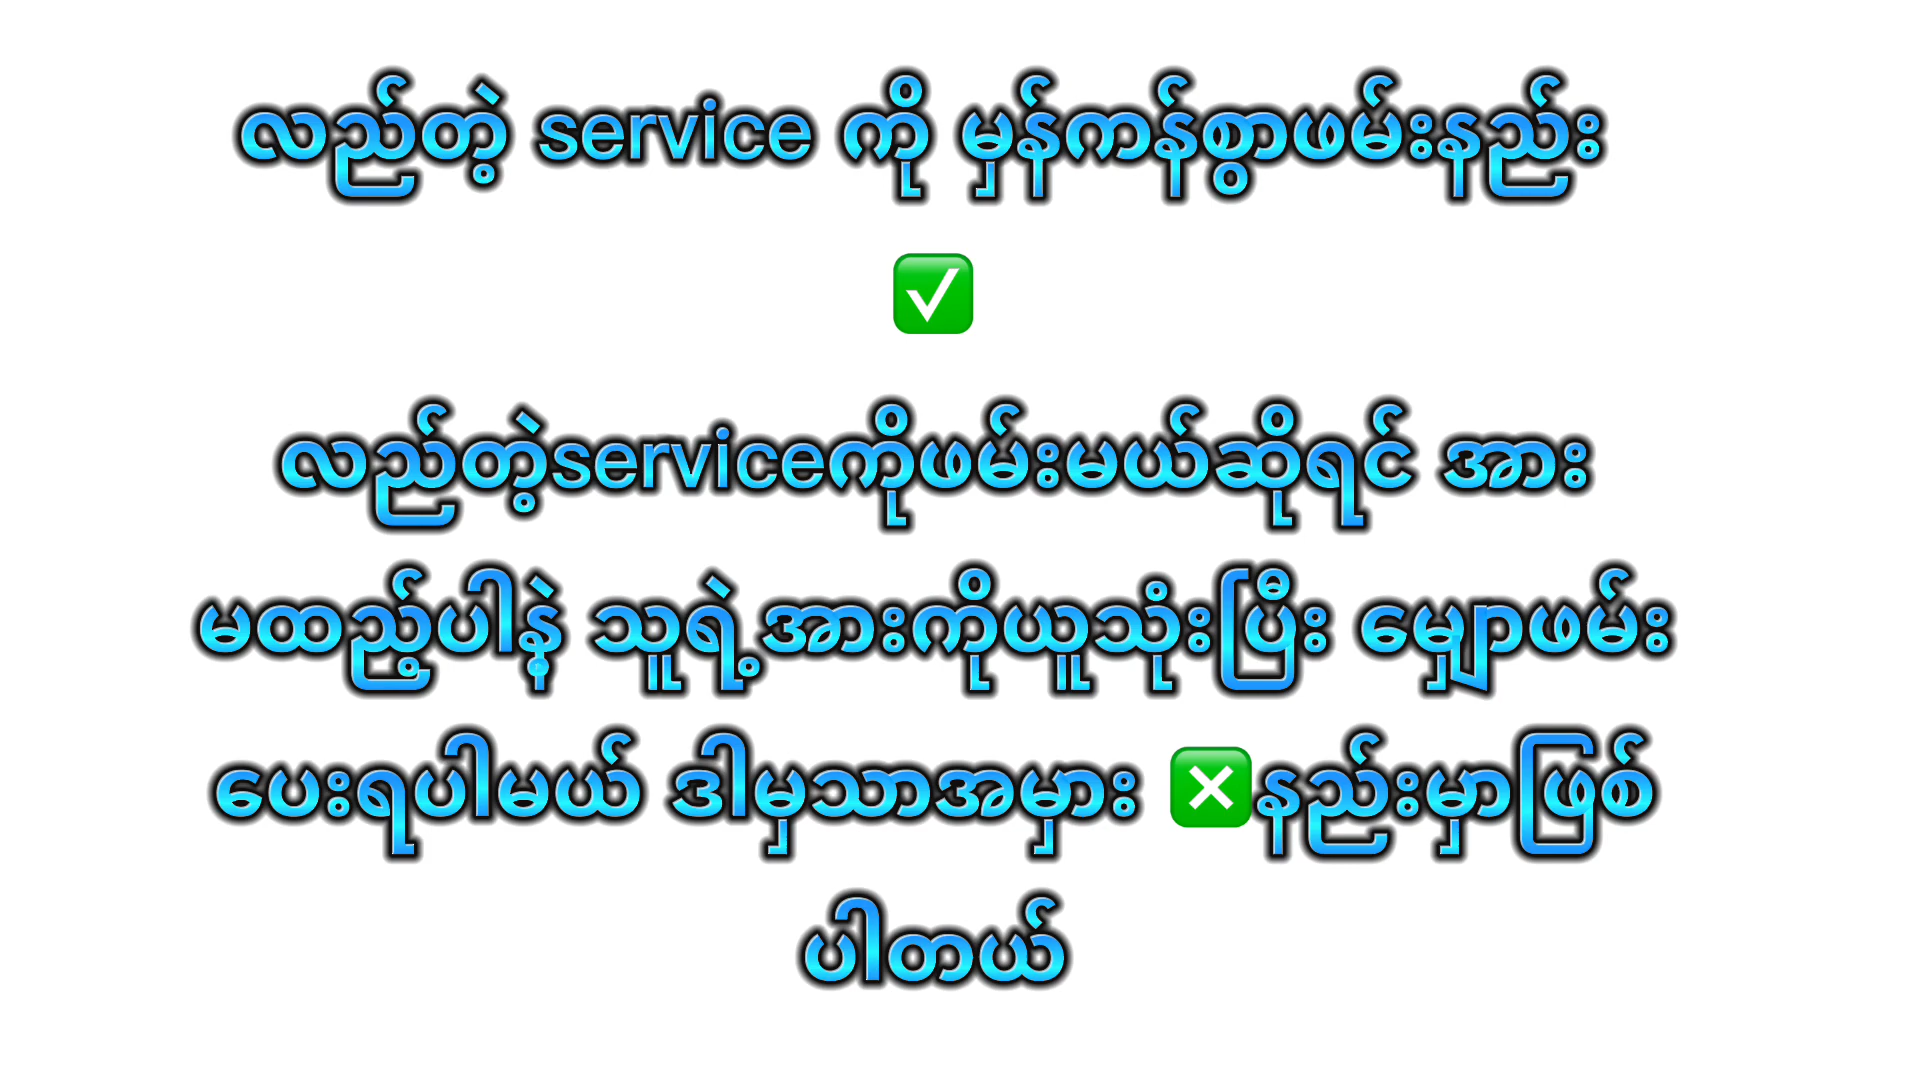 လည်တဲ့ service ကို မှန်ကန်စွာဖမ်းနည်း
✅
လည်တဲ့serviceကိုဖမ်းမယ်ဆိုရင် အား
မထည့်ပါနဲ့ သူရဲ့အားကိုယူသုံးပြီး မျှောဖမ်း
ပေးရပါမယ် ဒါမှသာအမှား ❎နည်းမှာဖြစ်
ပါတယ်